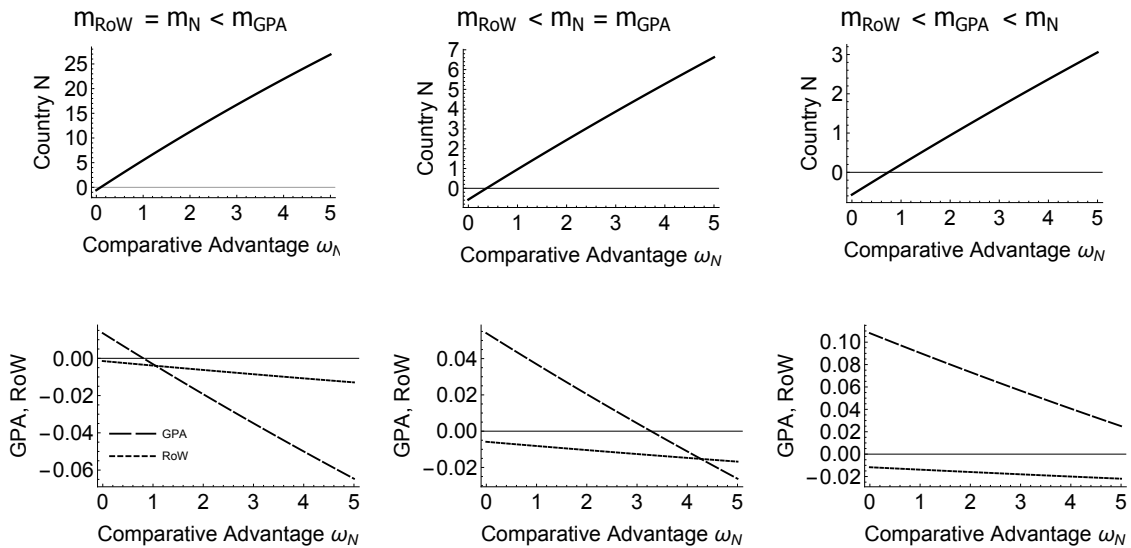 m_RoW = m_N < m_GPA
m_RoW < m_N = m_GPA
m_RoW < m_GPA < m_N
Country N
25
20
15
10
5
0
0 1 2 3 4 5
Comparative Advantage ω_N
Country N
7
6
5
4
3
2
1
0
0 1 2 3 4 5
Comparative Advantage ω_N
Country N
3
2
1
0
0 1 2 3 4 5
Comparative Advantage ω_N
GPA, RoW
0.00
−0.02
−0.04
−0.06
GPA
RoW
0 1 2 3 4 5
Comparative Advantage ω_N
GPA, RoW
0.04
0.02
0.00
−0.02
0 1 2 3 4 5
Comparative Advantage ω_N
GPA, RoW
0.10
0.08
0.06
0.04
0.02
0.00
−0.02
0 1 2 3 4 5
Comparative Advantage ω_N